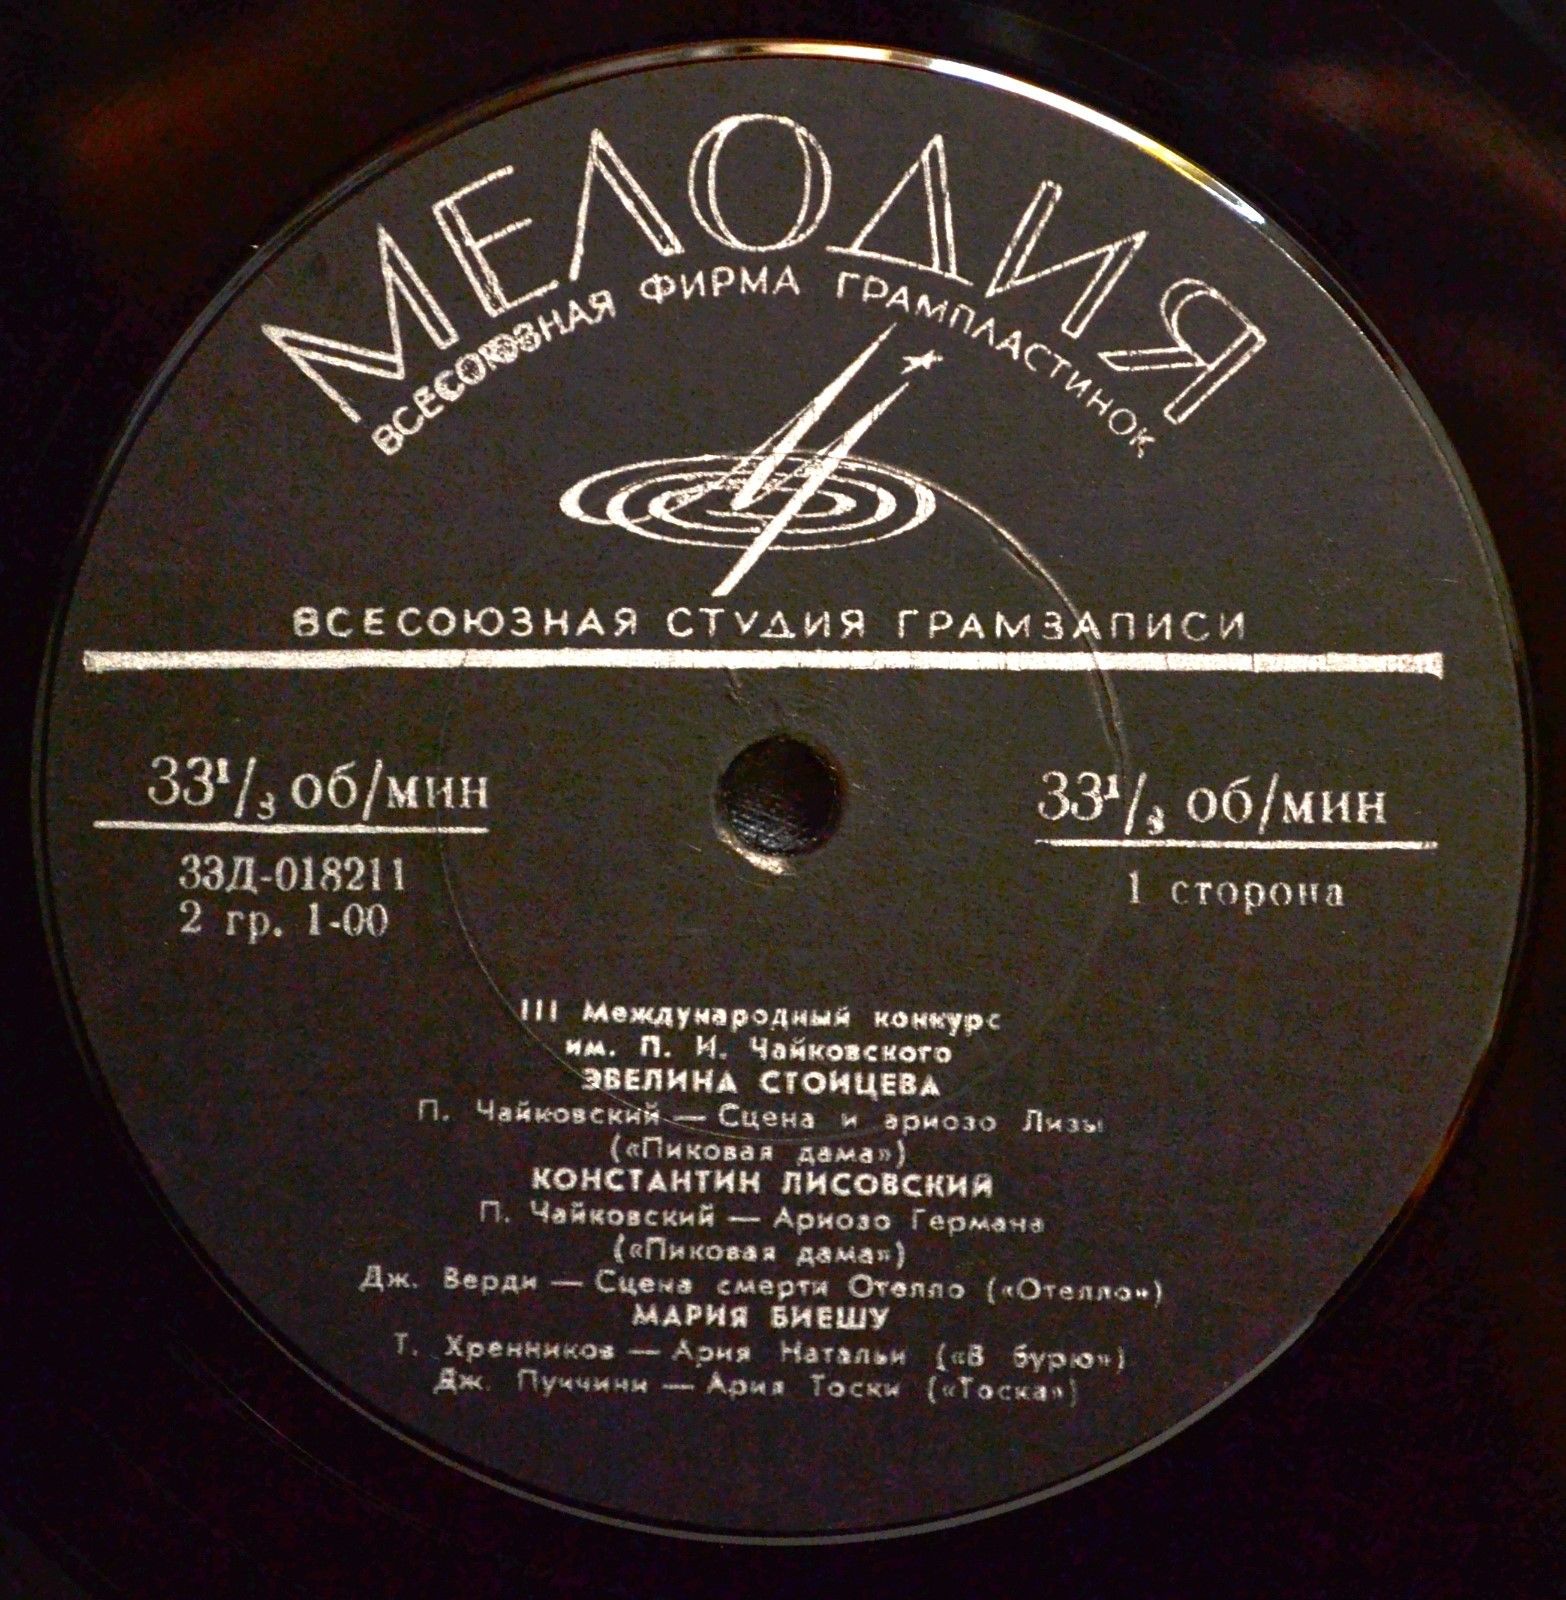 МЕЛОДИЯ
ВСЕСОЮЗНАЯ ФИРМА ГРАМПЛАСТИНОК
ВСЕСОЮЗНАЯ СТУДИЯ ГРАМЗАПИСИ
33¹/₃ об/мин
33Д-018211
2 гр. 1-00
33¹/₃ об/мин
1 сторона
III Международный конкурс
им. П. И. Чайковского
ЭВЕЛИНА СТОИЦЕВА
П. Чайковский — Сцена и ариозо Лизы
(«Пиковая дама»)
КОНСТАНТИН ЛИСОВСКИЙ
П. Чайковский — Ариозо Германа
(«Пиковая дама»)
Дж. Верди — Сцена смерти Отелло («Отелло»)
МАРИЯ БИЕШУ
Т. Хренников — Ария Натальи («В бурю»)
Дж. Пуччини — Ария Тоски («Тоска»)